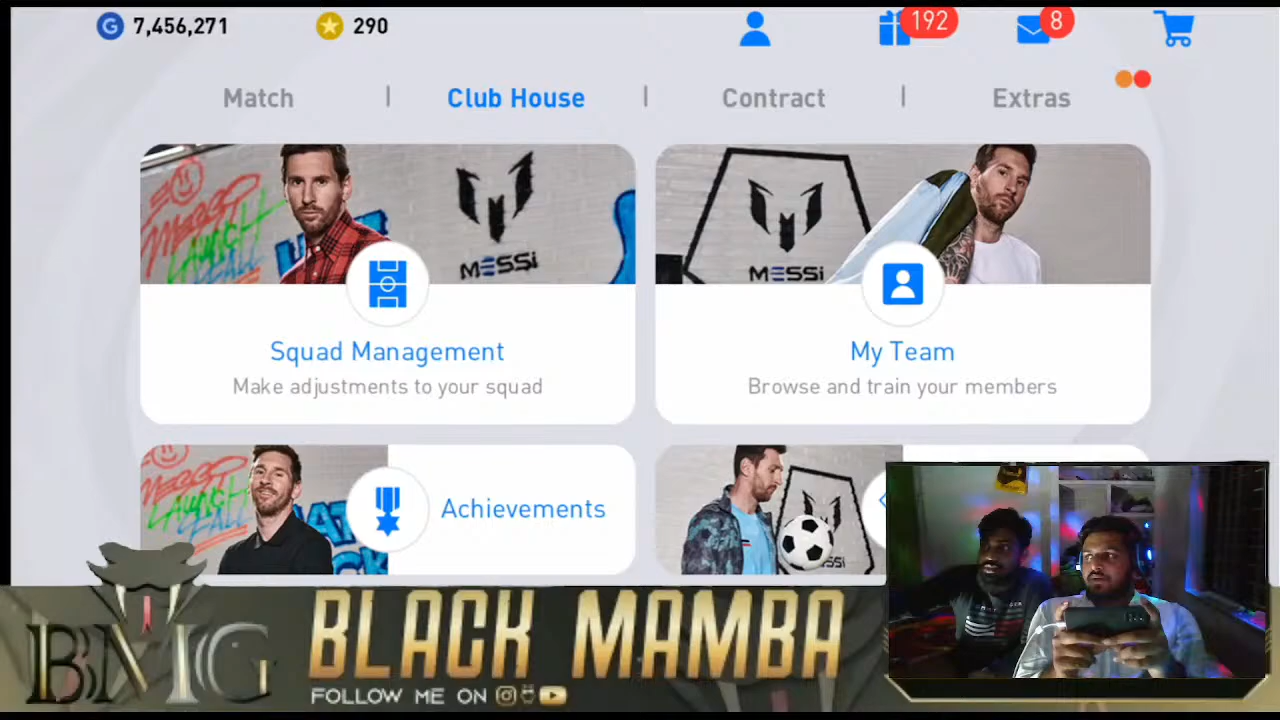 7,456,271
290
192
8
Match
Club House
Contract
Extras
MESSI
MESSI
Squad Management
Make adjustments to your squad
My Team
Browse and train your members
Achievements
BMG
BLACK MAMBA
FOLLOW ME ON